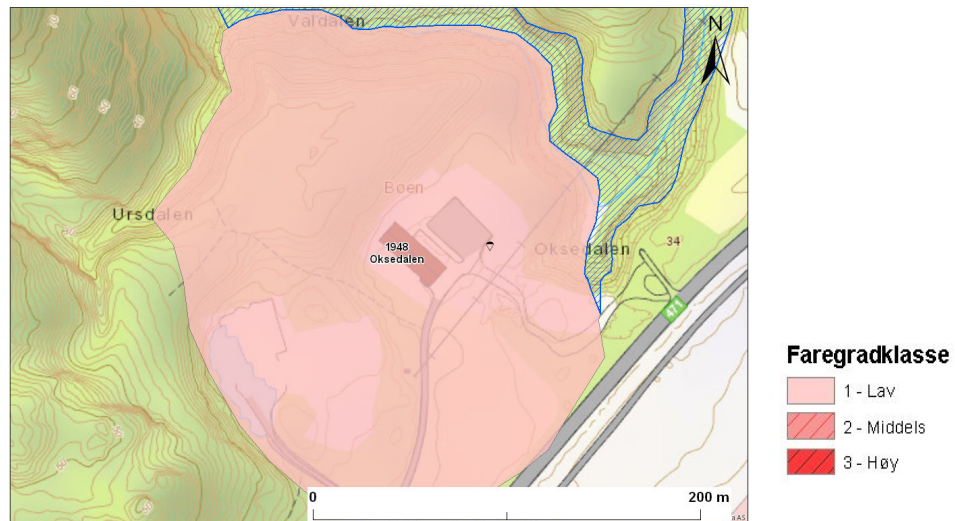 Valdalen
N
Bøen
Ursdalen
1948
Oksedalen
Oksedalen
34
471
Faregradklasse
1 - Lav
2 - Middels
3 - Høy
0
200 m